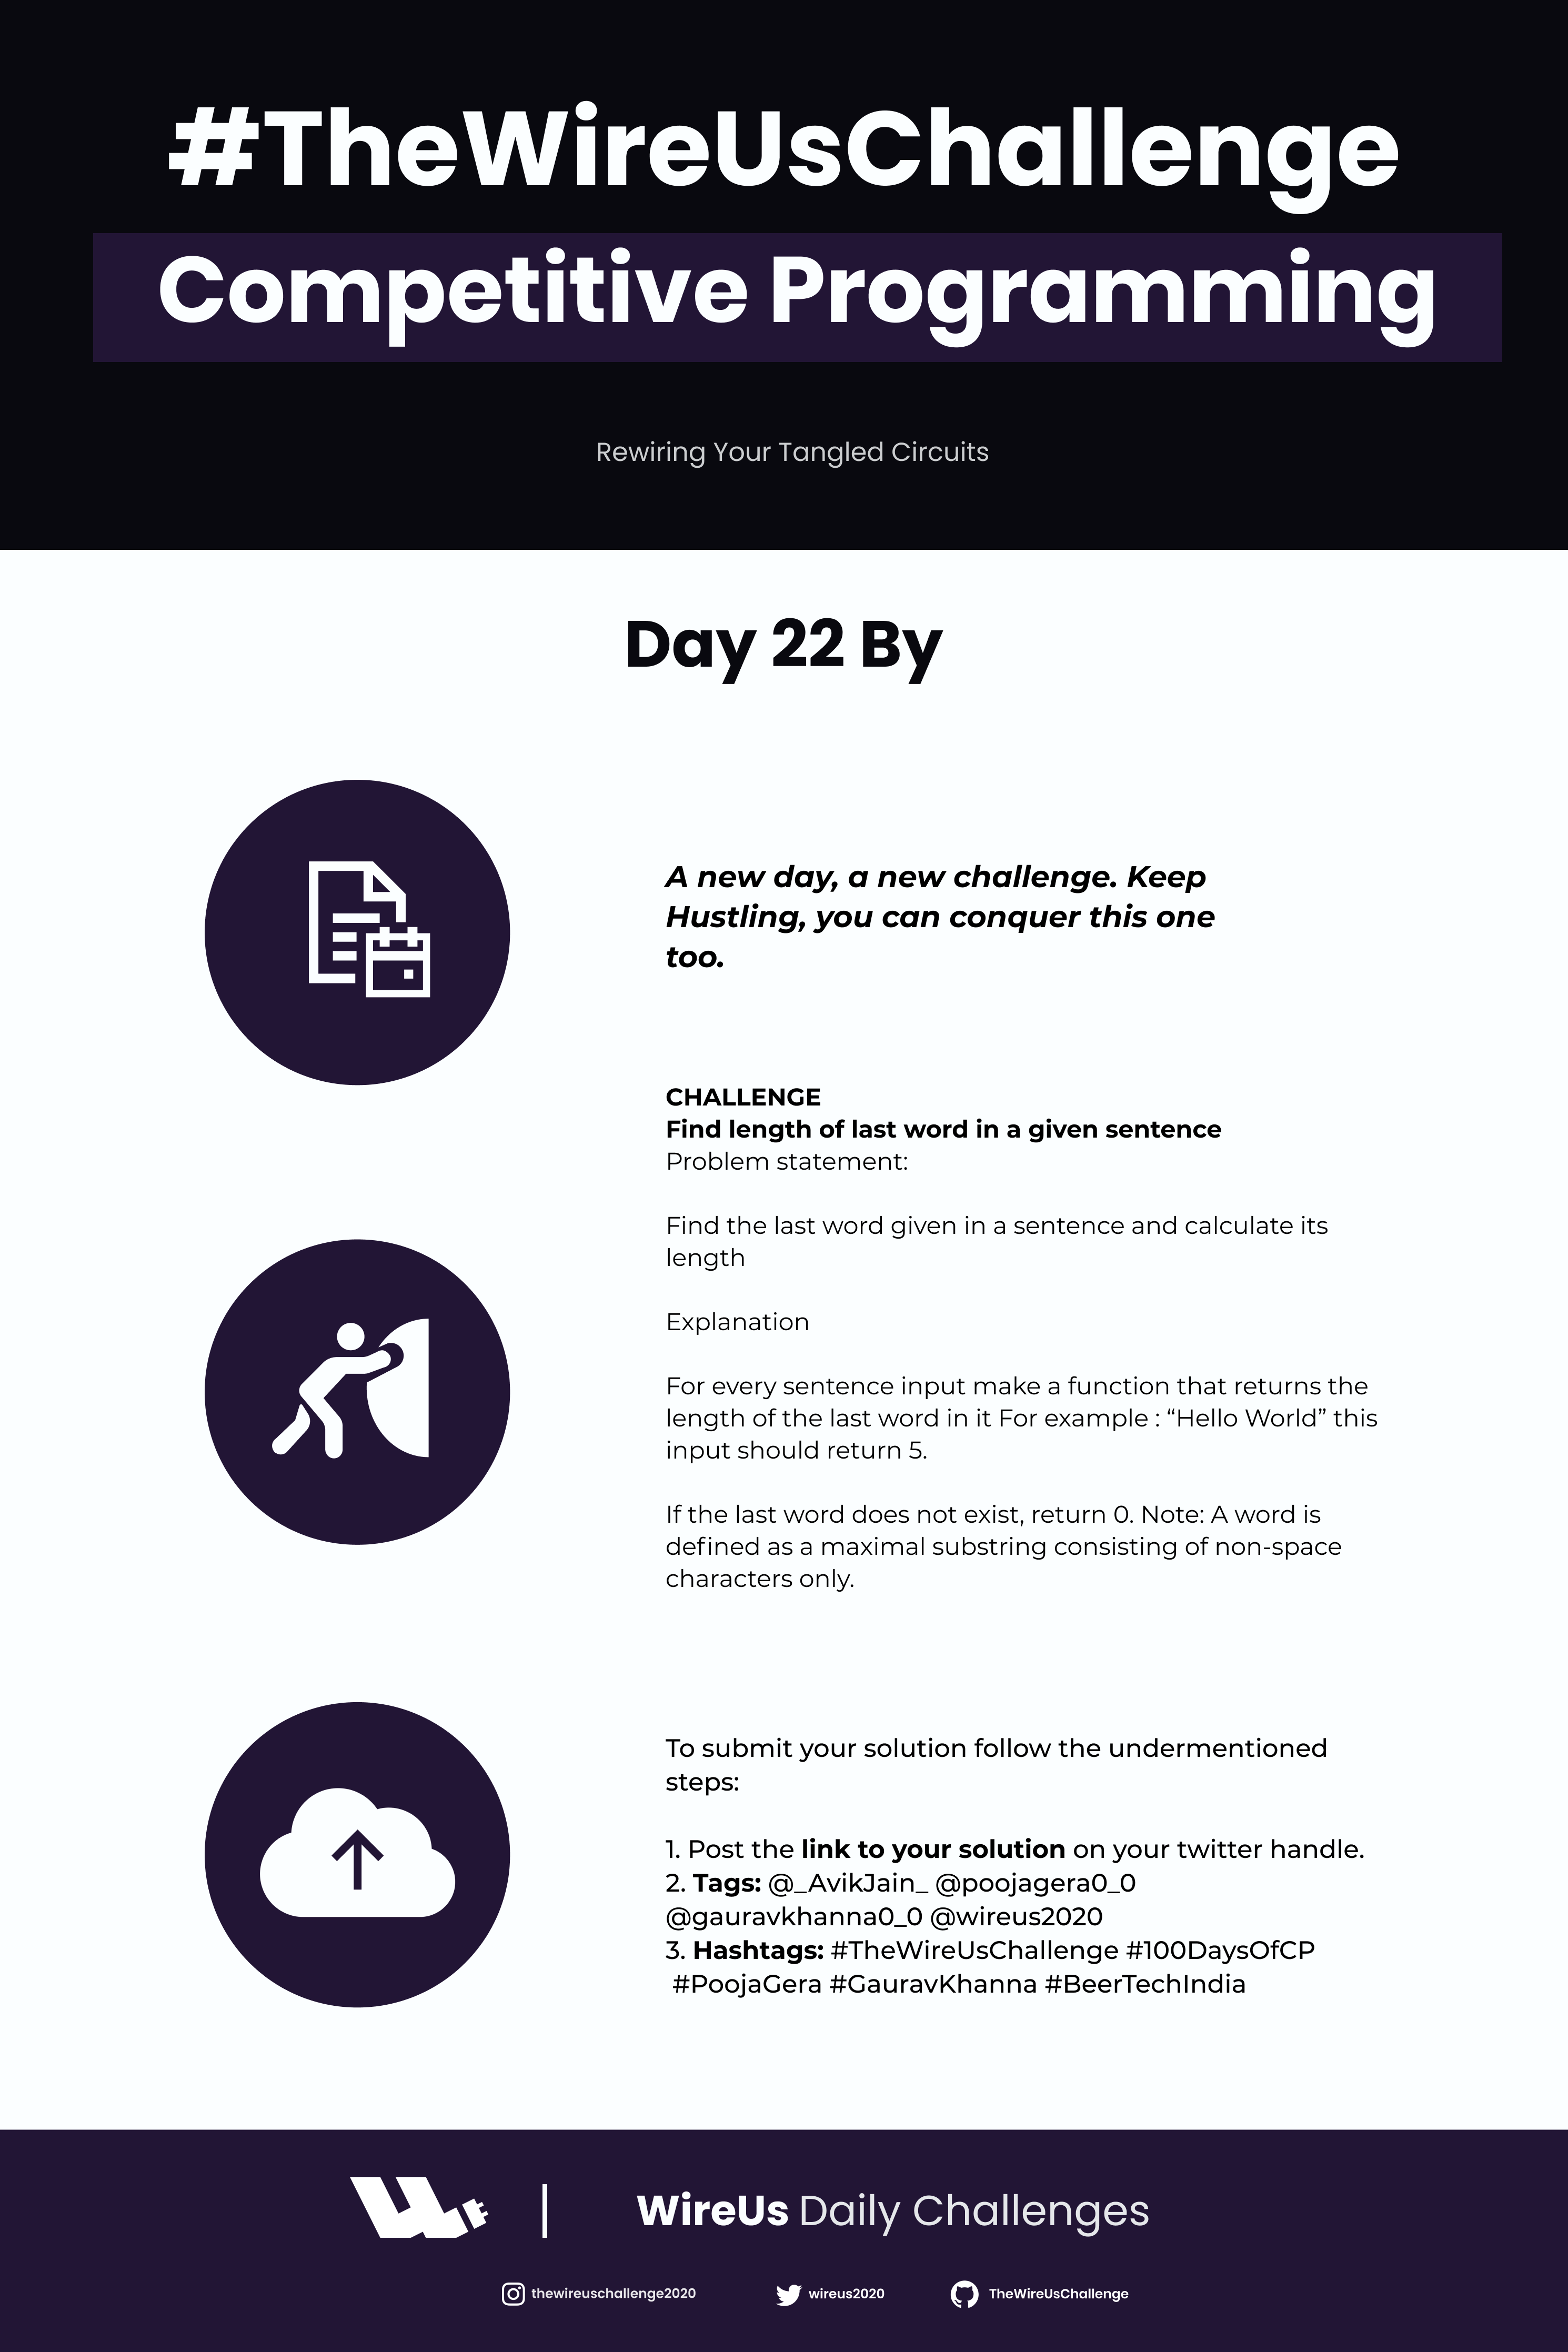 #TheWireUsChallenge
Competitive Programming
Rewiring Your Tangled Circuits
Day 22 By
A new day, a new challenge. Keep
Hustling, you can conquer this one
too.
CHALLENGE
Find length of last word in a given sentence
Problem statement:
Find the last word given in a sentence and calculate its
length
Explanation
For every sentence input make a function that returns the
length of the last word in it For example : “Hello World” this
input should return 5.
If the last word does not exist, return 0. Note: A word is
defined as a maximal substring consisting of non-space
characters only.
To submit your solution follow the undermentioned
steps:
1. Post the link to your solution on your twitter handle.
2. Tags: @_AvikJain_ @poojagera0_0
@gauravkhanna0_0 @wireus2020
3. Hashtags: #TheWireUsChallenge #100DaysOfCP
#PoojaGera #GauravKhanna #BeerTechIndia
WireUs Daily Challenges
thewireuschallenge2020 wireus2020 TheWireUsChallenge